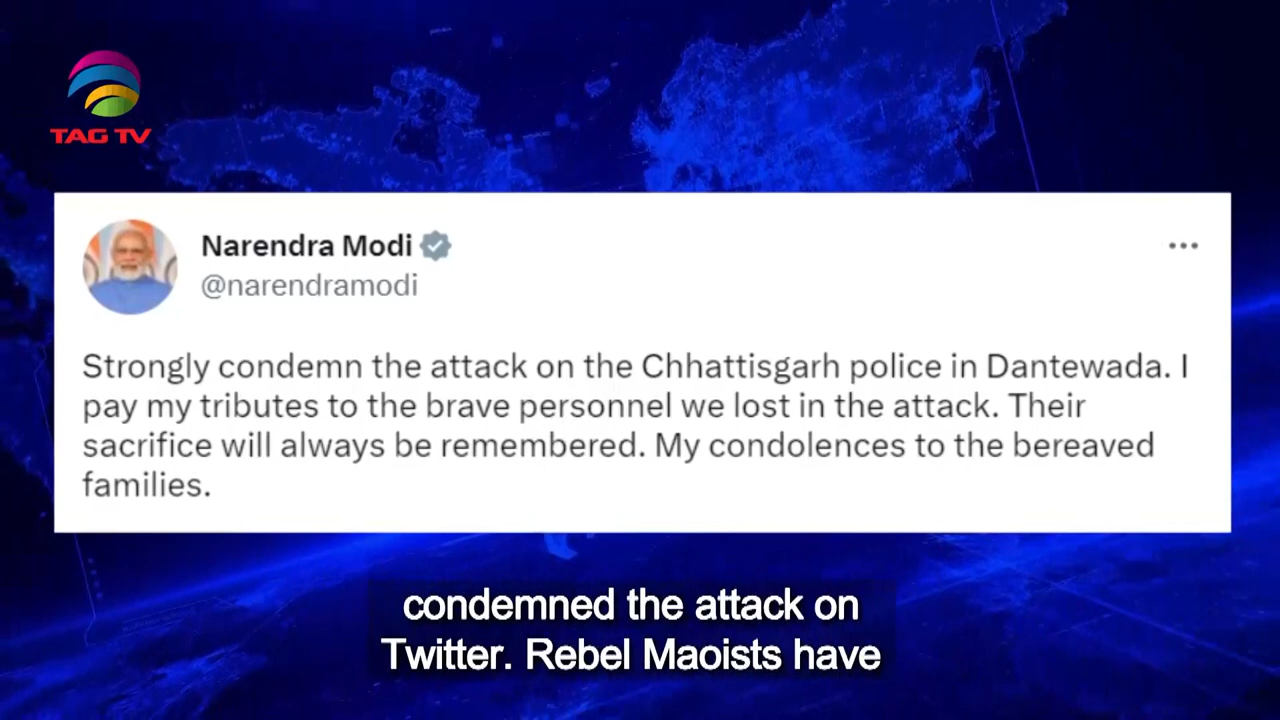 TAG TV
Narendra Modi
@narendramodi
Strongly condemn the attack on the Chhattisgarh police in Dantewada. I
pay my tributes to the brave personnel we lost in the attack. Their
sacrifice will always be remembered. My condolences to the bereaved
families.
condemned the attack on
Twitter. Rebel Maoists have